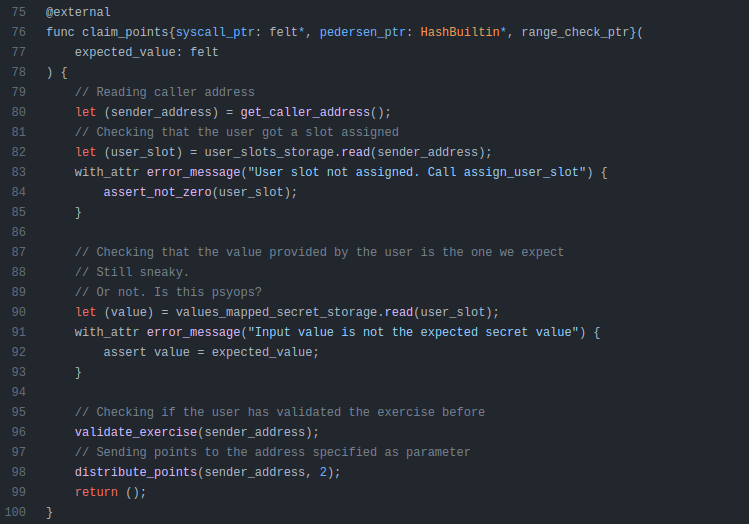 75 @external
76 func claim_points{syscall_ptr: felt*, pedersen_ptr: HashBuiltin*, range_check_ptr}(
77     expected_value: felt
78 ) {
79     // Reading caller address
80     let (sender_address) = get_caller_address();
81     // Checking that the user got a slot assigned
82     let (user_slot) = user_slots_storage.read(sender_address);
83     with_attr error_message("User slot not assigned. Call assign_user_slot") {
84         assert_not_zero(user_slot);
85     }
86
87     // Checking that the value provided by the user is the one we expect
88     // Still sneaky.
89     // Or not. Is this psyops?
90     let (value) = values_mapped_secret_storage.read(user_slot);
91     with_attr error_message("Input value is not the expected secret value") {
92         assert value = expected_value;
93     }
94
95     // Checking if the user has validated the exercise before
96     validate_exercise(sender_address);
97     // Sending points to the address specified as parameter
98     distribute_points(sender_address, 2);
99     return ();
100 }